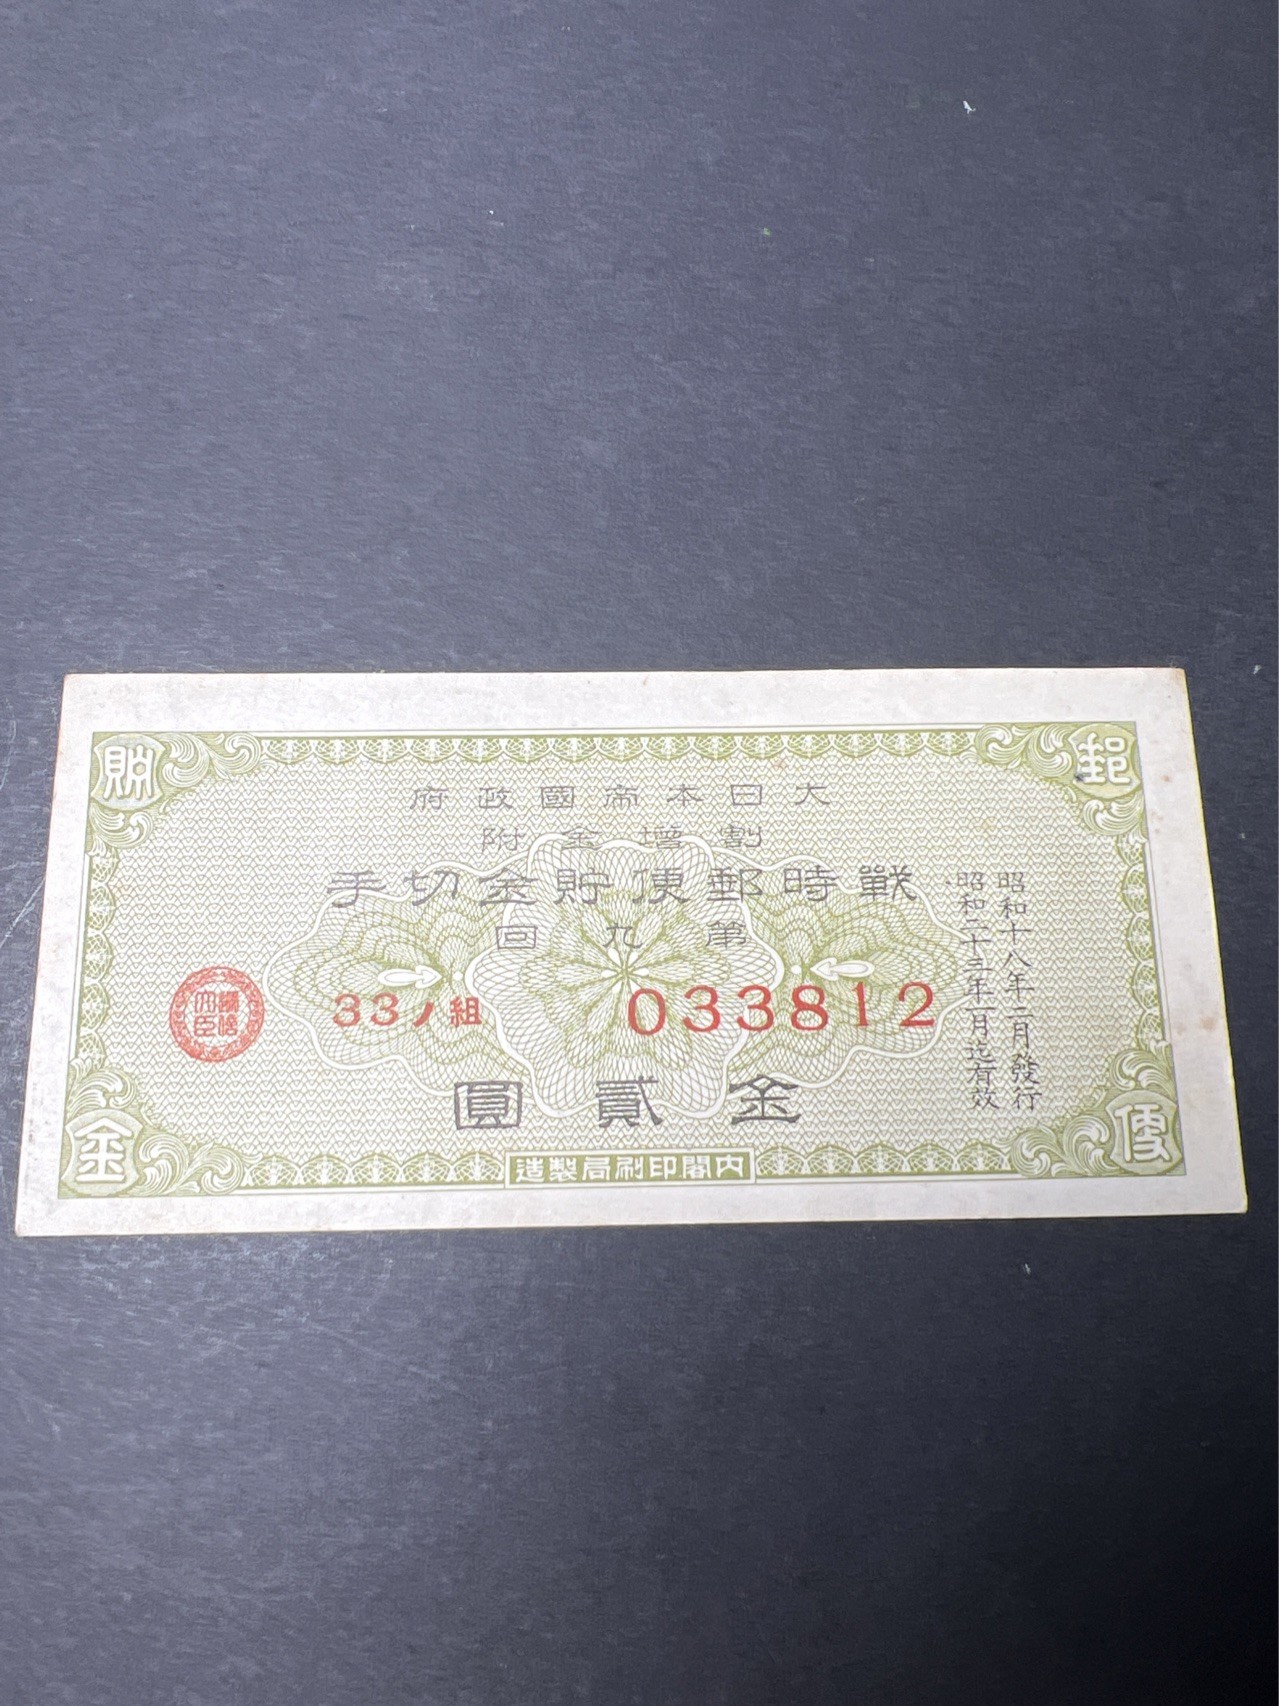 大日本帝國政府
割增金附
戰時郵便貯金切手
第九回
33ノ組 033812
金貳圓
昭和十八年二月發行
昭和二十三年一月迄有效
郵便貯金
內閣印刷局製造